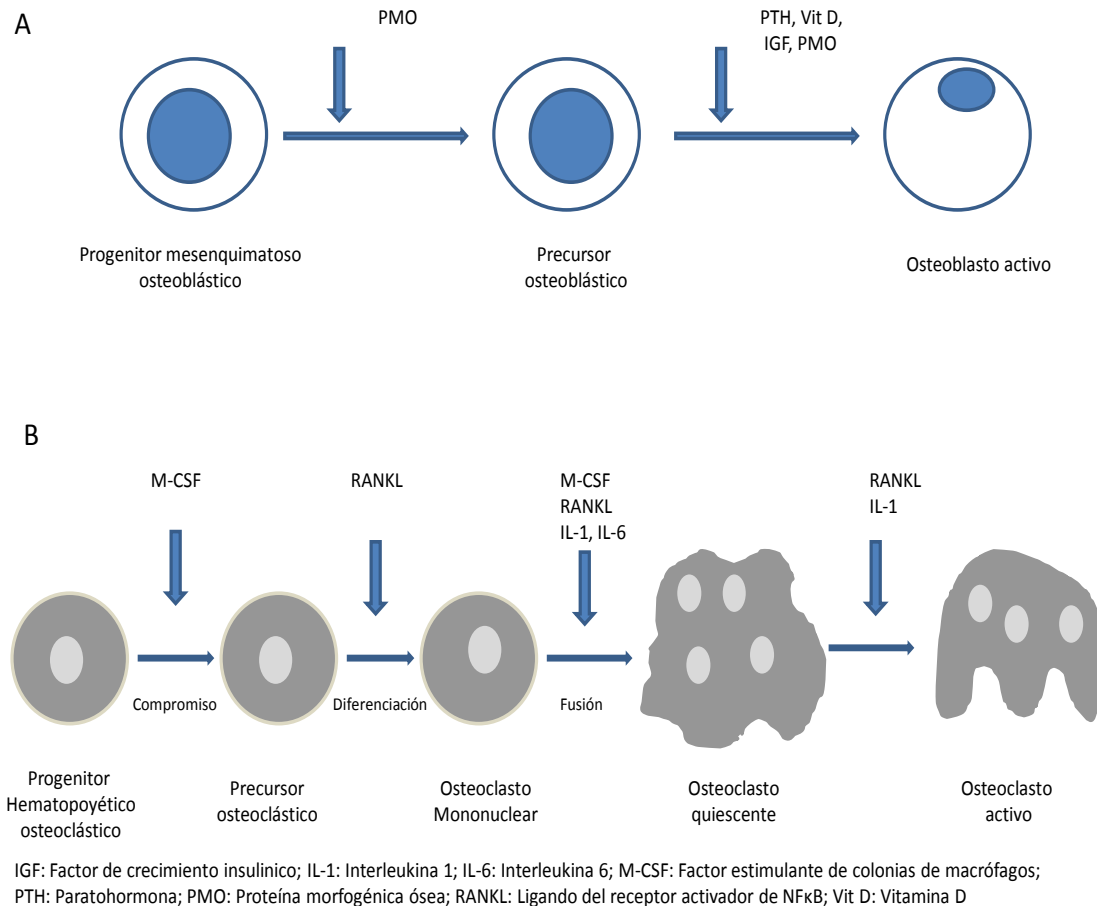 A
PMO
PTH, Vit D,
IGF, PMO
Progenitor mesenquimatoso
osteoblástico
Precursor
osteoblástico
Osteoblasto activo
B
M-CSF
RANKL
M-CSF
RANKL
IL-1, IL-6
RANKL
IL-1
Compromiso
Diferenciación
Fusión
Progenitor
Hematopoyético
osteoclástico
Precursor
osteoclástico
Osteoclasto
Mononuclear
Osteoclasto
quiescente
Osteoclasto
activo
IGF: Factor de crecimiento insulinico; IL-1: Interleukina 1; IL-6: Interleukina 6; M-CSF: Factor estimulante de colonias de macrófagos;
PTH: Paratohormona; PMO: Proteína morfogénica ósea; RANKL: Ligando del receptor activador de NFκB; Vit D: Vitamina D